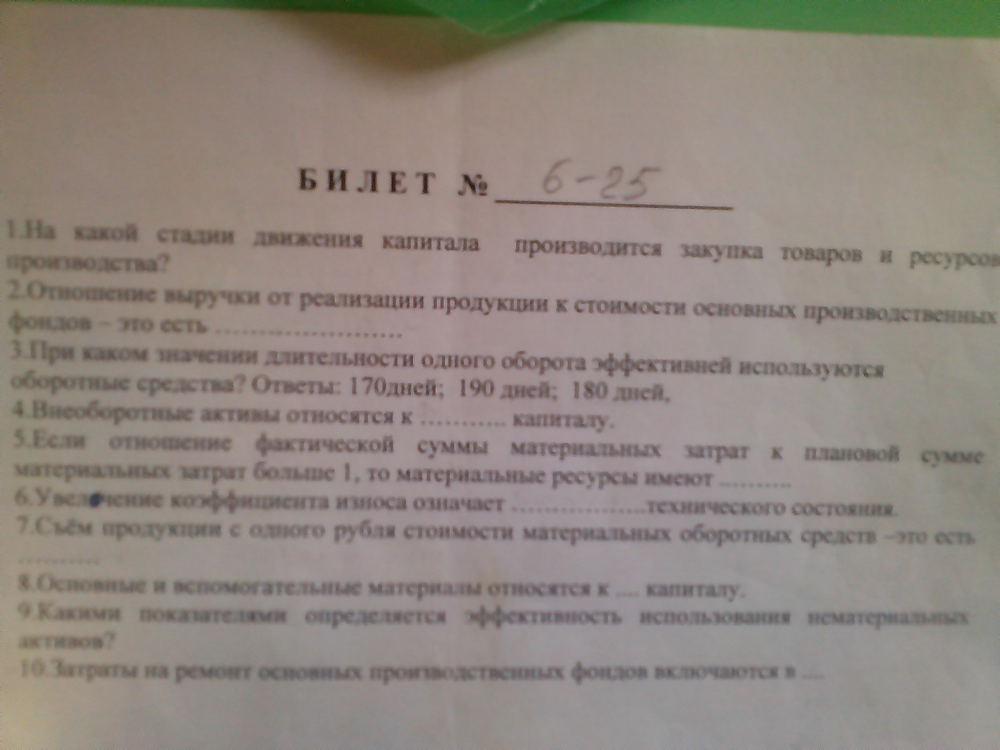 БИЛЕТ № 6-25
1.На какой стадии движения капитала производится закупка товаров и ресурсов
производства?
2.Отношение выручки от реализации продукции к стоимости основных производственных
фондов – это есть ........................
3.При каком значении длительности одного оборота эффективней используются
оборотные средства? Ответы: 170дней; 190 дней; 180 дней,
4.Внеоборотные активы относятся к ........... капиталу.
5.Если отношение фактической суммы материальных затрат к плановой сумме
материальных затрат больше 1, то материальные ресурсы имеют ..........
6.Увеличение коэффициента износа означает ..................технического состояния.
7.Съём продукции с одного рубля стоимости материальных оборотных средств –это есть
...........
8.Основные и вспомогательные материалы относятся к .... капиталу.
9.Какими показателями определяется эффективность использования нематериальных
активов?
10.Затраты на ремонт основных производственных фондов включаются в ....